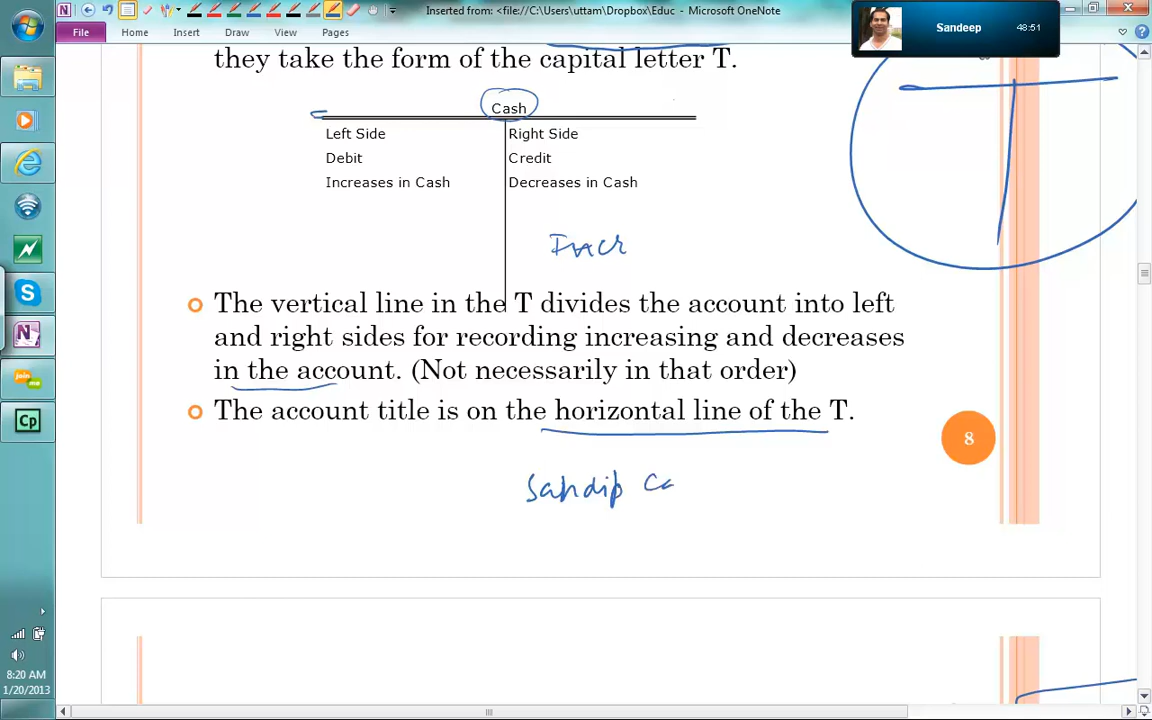 Inserted from: <file://C:\Users\uttam\Dropbox\Educ - Microsoft OneNote
Sandeep
48:51
File Home Insert Draw View Pages
they take the form of the capital letter T.
Cash
Left Side Right Side
Debit Credit
Increases in Cash Decreases in Cash
The vertical line in the T divides the account into left
and right sides for recording increasing and decreases
in the account. (Not necessarily in that order)
The account title is on the horizontal line of the T.
8
Sandip Ca
join me
Cp
8:20 AM
1/20/2013